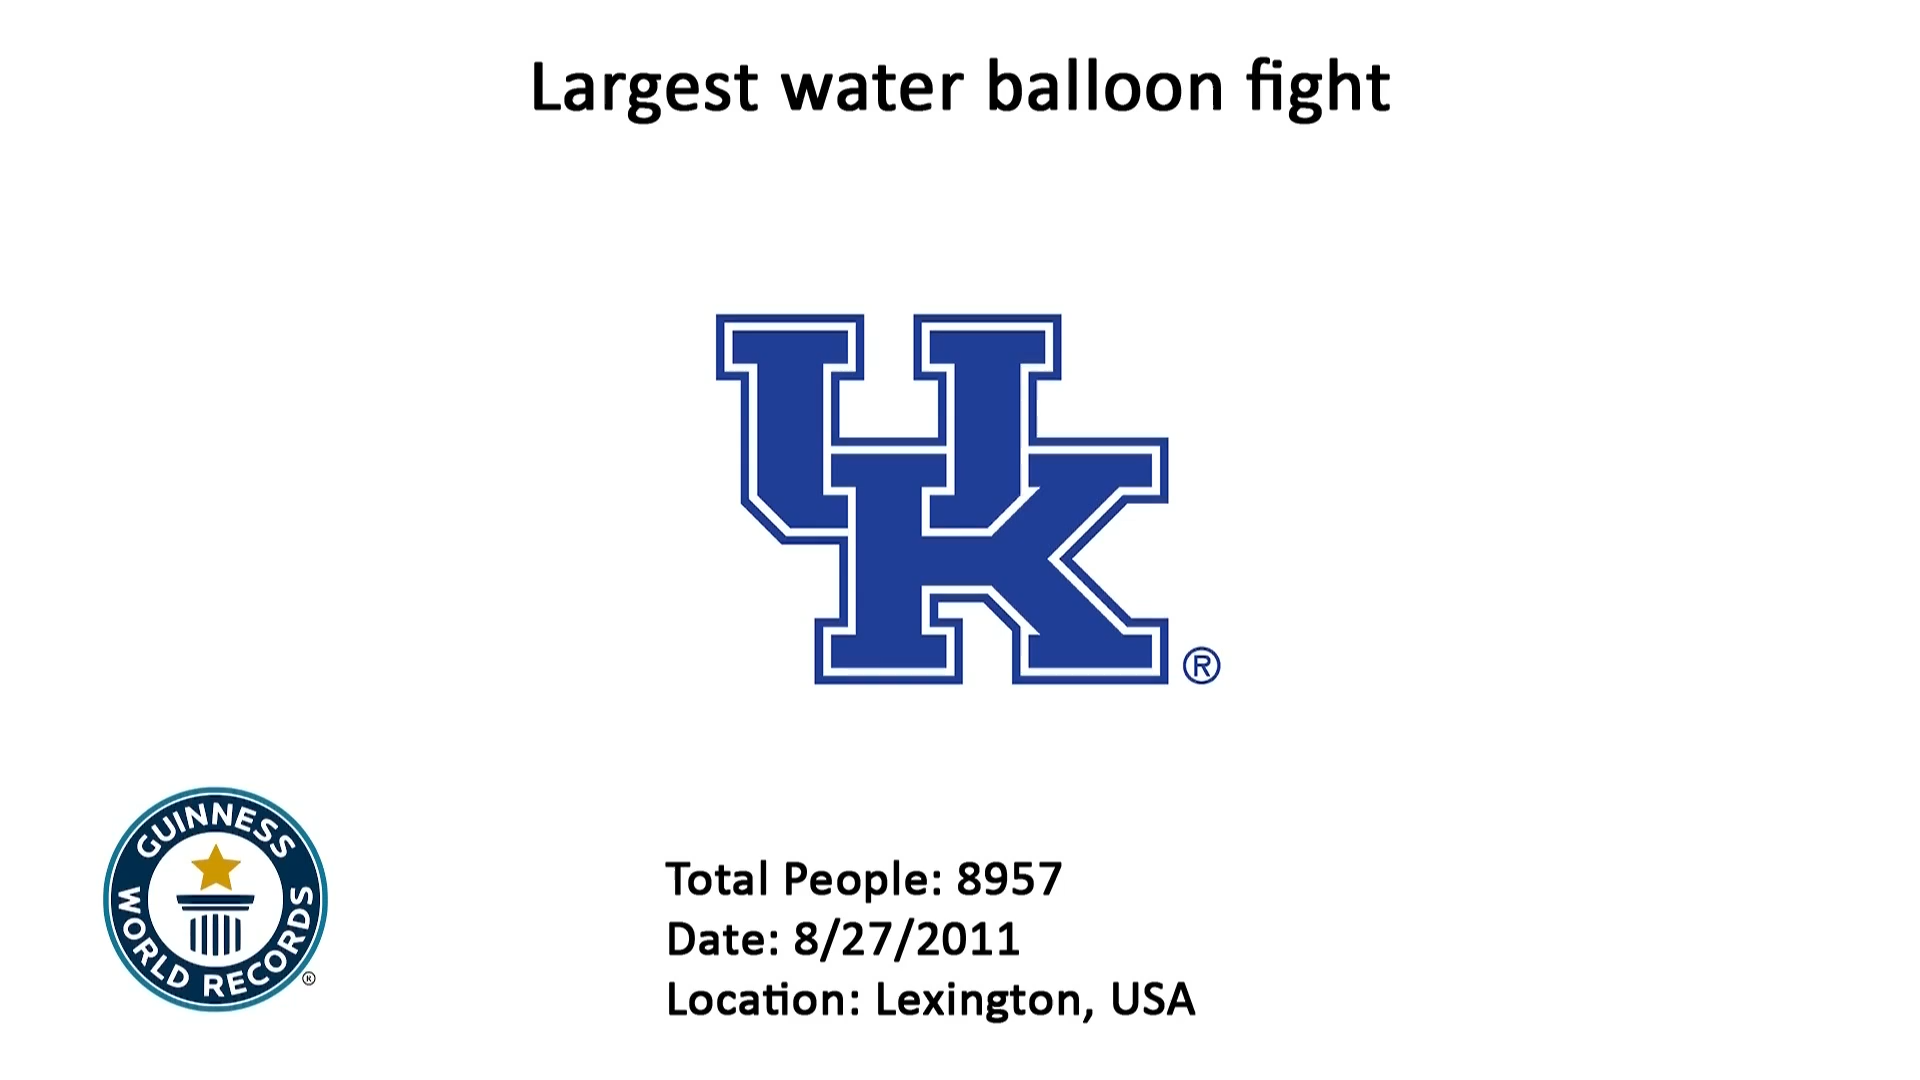 Largest water balloon fight
UK®
GUINNESS
WORLD RECORDS®
Total People: 8957
Date: 8/27/2011
Location: Lexington, USA